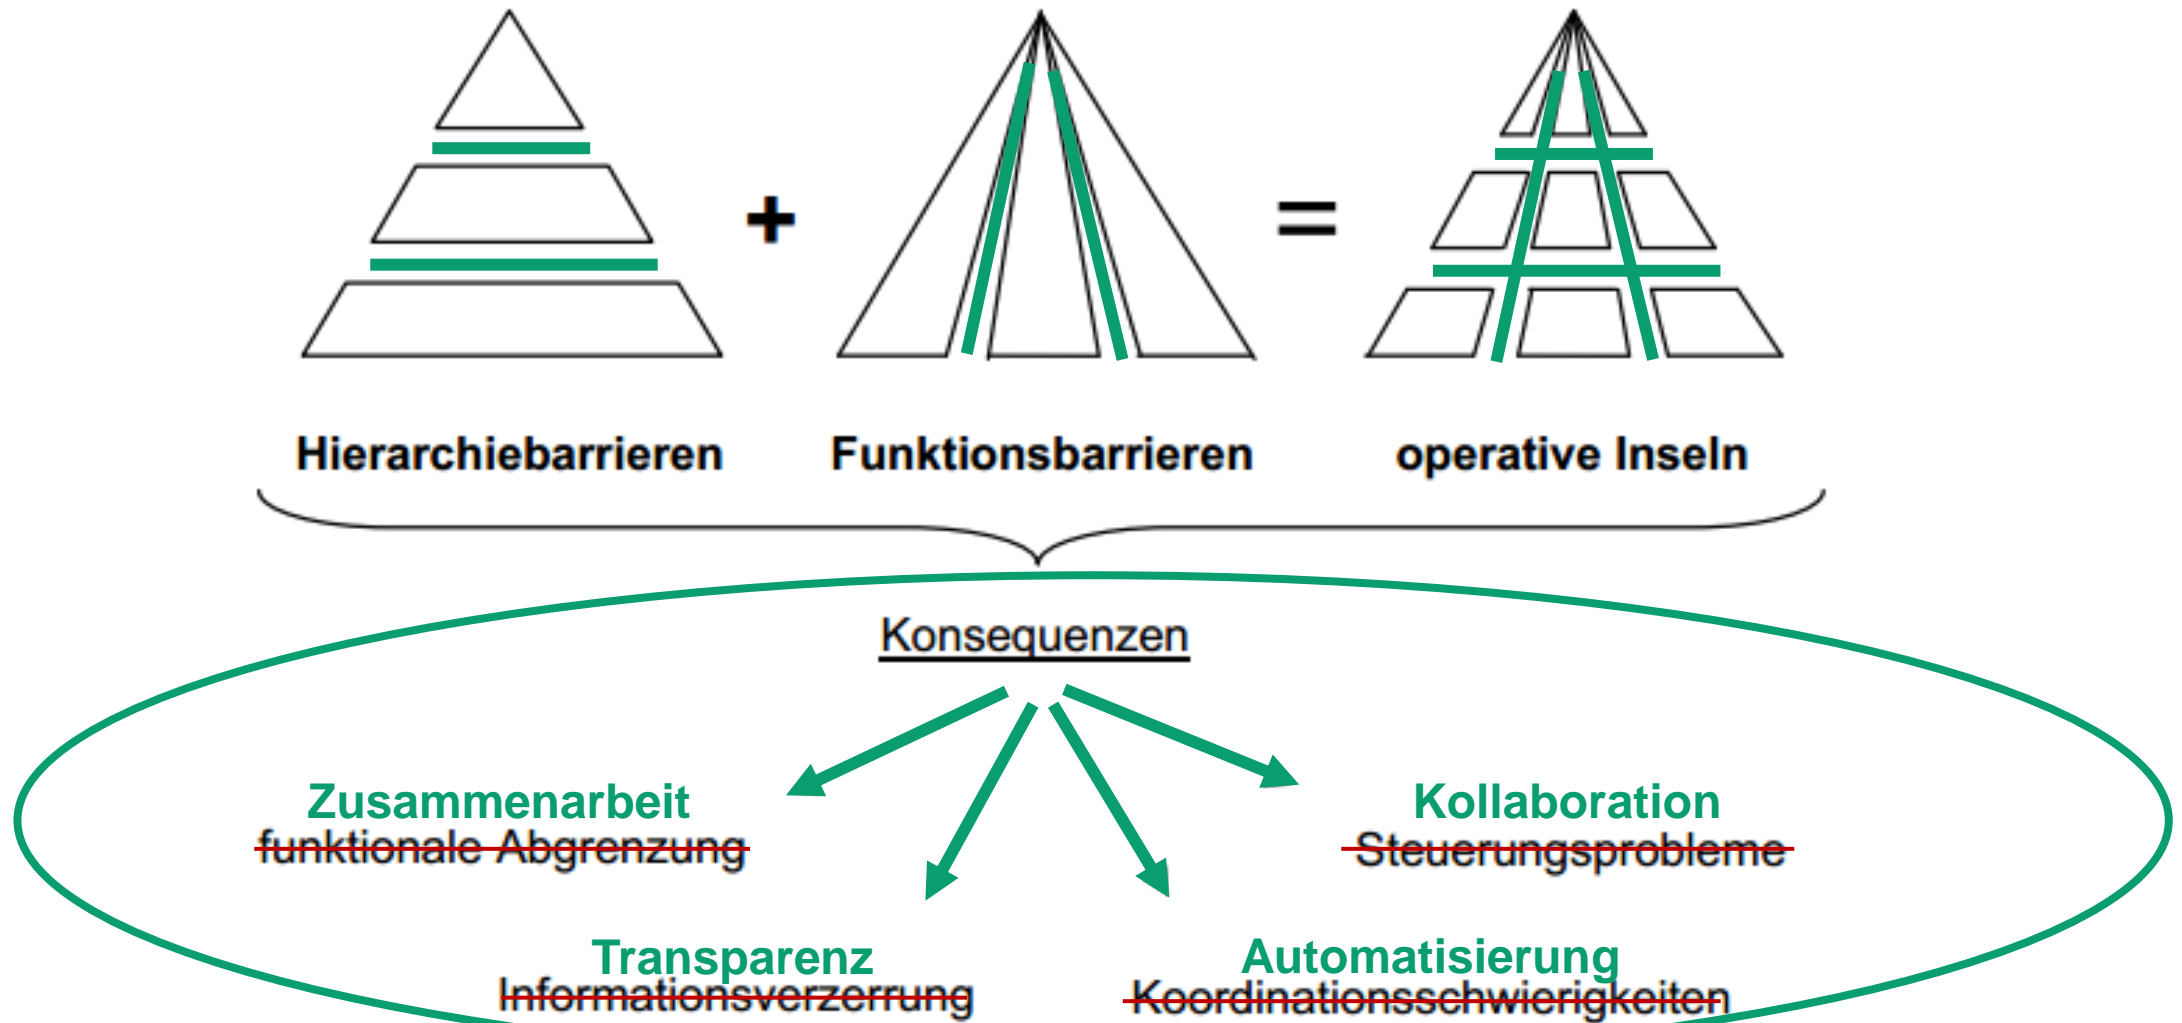 +
=
Hierarchiebarrieren
Funktionsbarrieren
operative Inseln
Konsequenzen
Zusammenarbeit
funktionale Abgrenzung
Kollaboration
Steuerungsprobleme
Transparenz
Informationsverzerrung
Automatisierung
Koordinationsschwierigkeiten